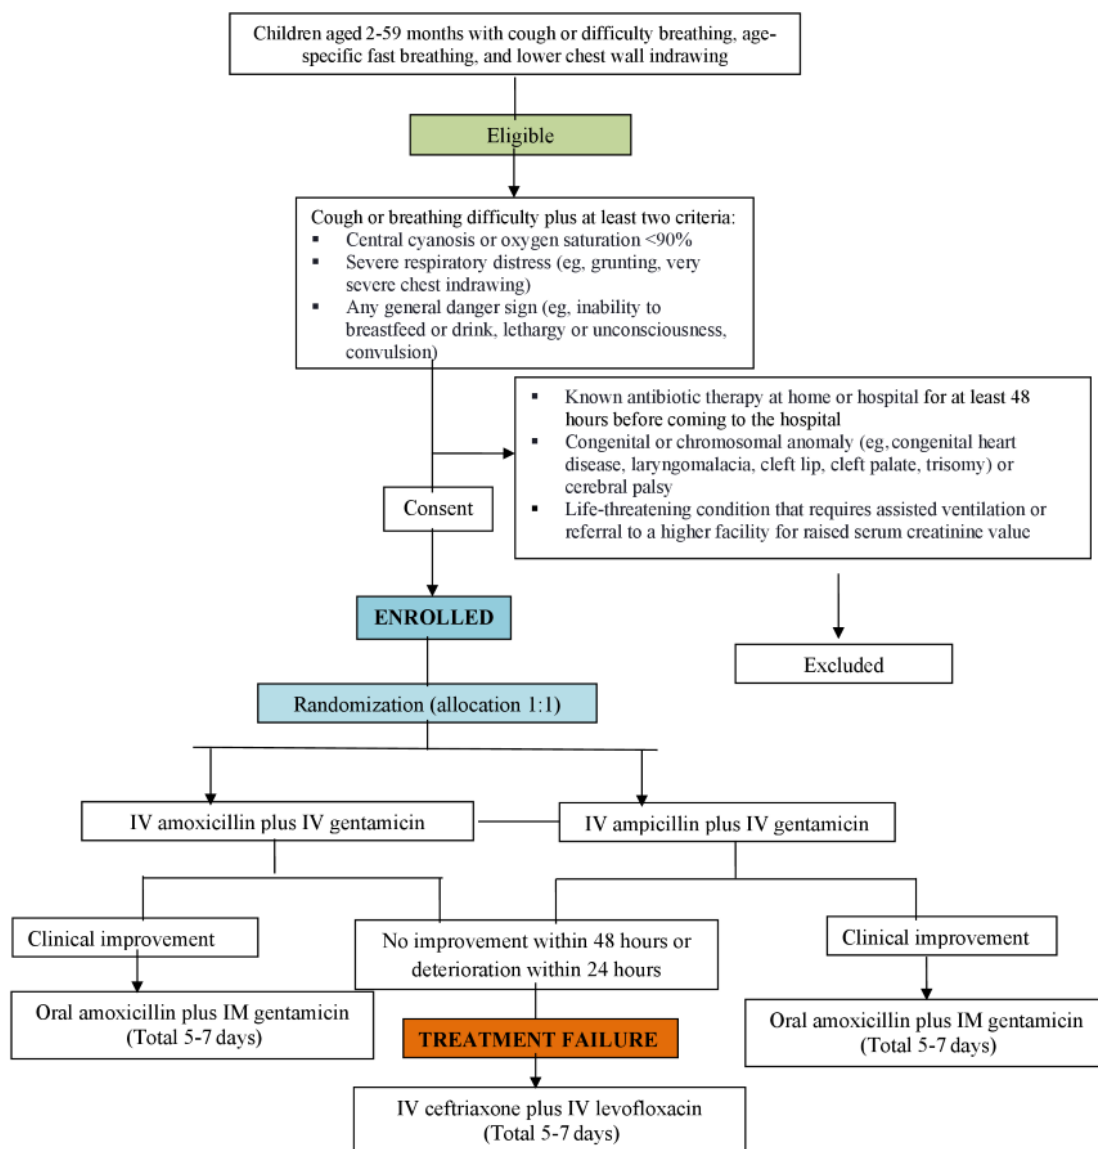 Children aged 2-59 months with cough or difficulty breathing, age-
specific fast breathing, and lower chest wall indrawing
Eligible
Cough or breathing difficulty plus at least two criteria:
▪ Central cyanosis or oxygen saturation <90%
▪ Severe respiratory distress (eg, grunting, very
severe chest indrawing)
▪ Any general danger sign (eg, inability to
breastfeed or drink, lethargy or unconsciousness,
convulsion)
▪ Known antibiotic therapy at home or hospital for at least 48
hours before coming to the hospital
▪ Congenital or chromosomal anomaly (eg, congenital heart
disease, laryngomalacia, cleft lip, cleft palate, trisomy) or
cerebral palsy
▪ Life-threatening condition that requires assisted ventilation or
referral to a higher facility for raised serum creatinine value
Consent
ENROLLED
Excluded
Randomization (allocation 1:1)
IV amoxicillin plus IV gentamicin
IV ampicillin plus IV gentamicin
Clinical improvement
No improvement within 48 hours or
deterioration within 24 hours
Clinical improvement
Oral amoxicillin plus IM gentamicin
(Total 5-7 days)
TREATMENT FAILURE
Oral amoxicillin plus IM gentamicin
(Total 5-7 days)
IV ceftriaxone plus IV levofloxacin
(Total 5-7 days)